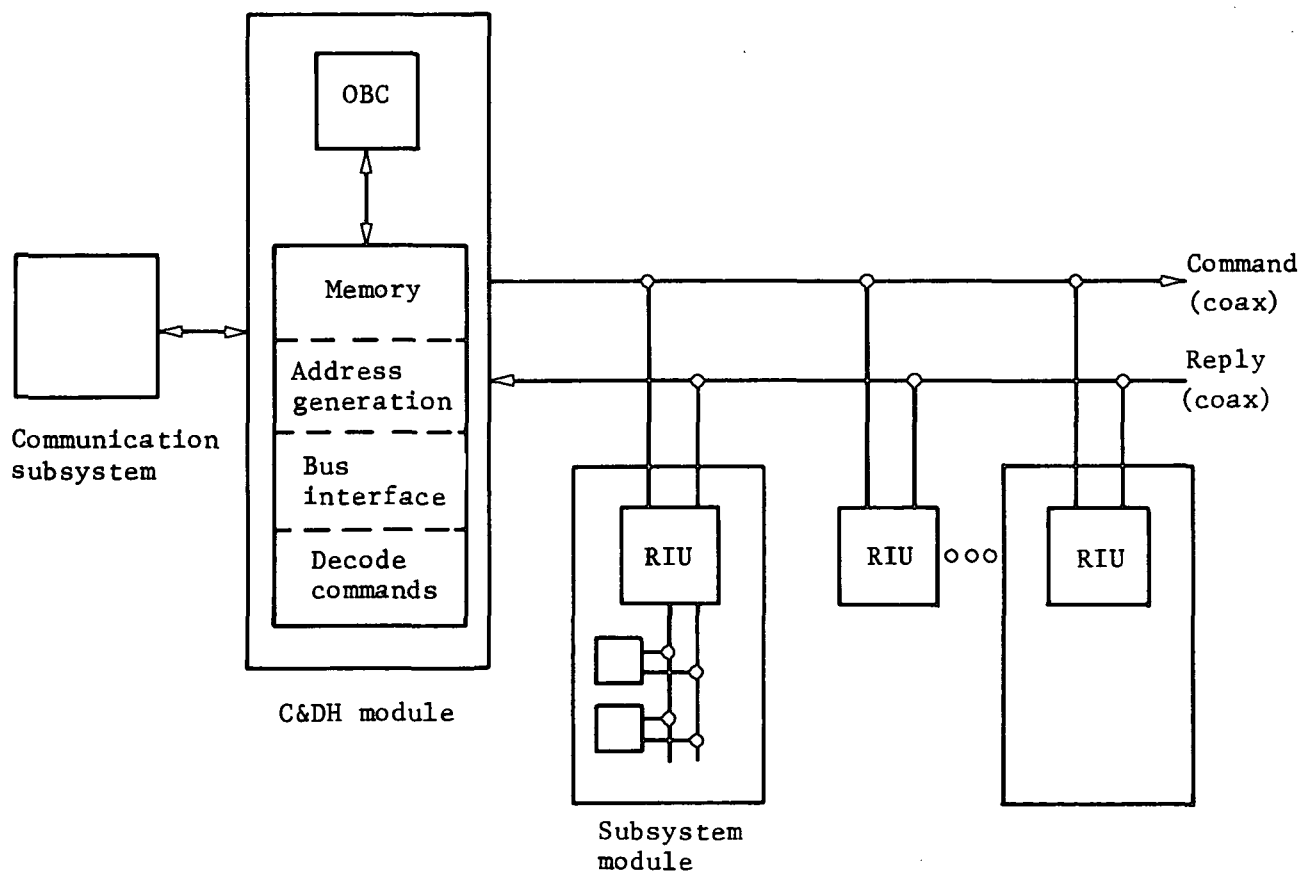 OBC
Memory
Address
generation
Bus
interface
Decode
commands
C&DH module
Communication
subsystem
Command
(coax)
Reply
(coax)
RIU
RIU
RIU
Subsystem
module